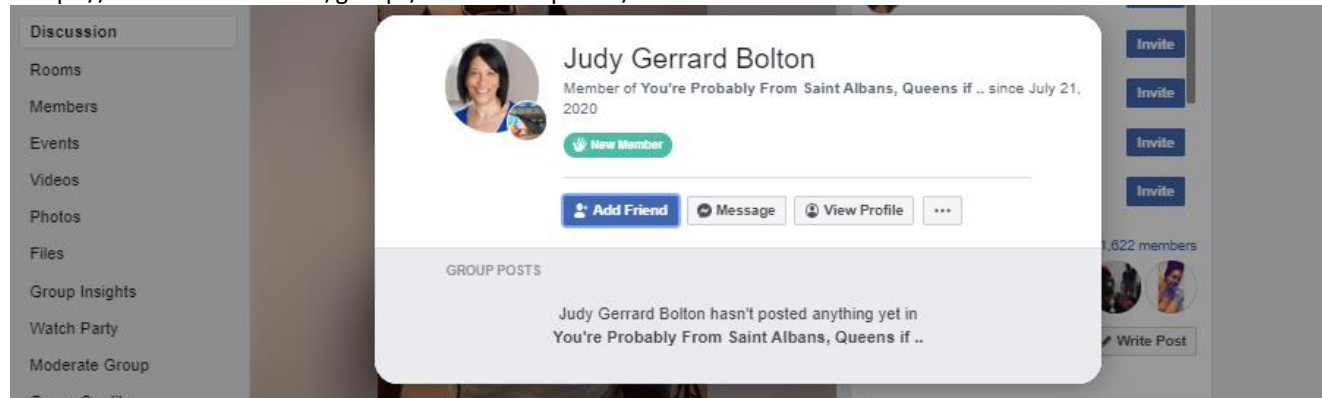 Discussion
Rooms
Members
Events
Videos
Photos
Files
Group Insights
Watch Party
Moderate Group
Judy Gerrard Bolton
Member of You're Probably From Saint Albans, Queens if .. since July 21,
2020
New Member
Add Friend
Message
View Profile
...
GROUP POSTS
Judy Gerrard Bolton hasn't posted anything yet in
You're Probably From Saint Albans, Queens if ..
Invite
Invite
Invite
Invite
1,622 members
Write Post